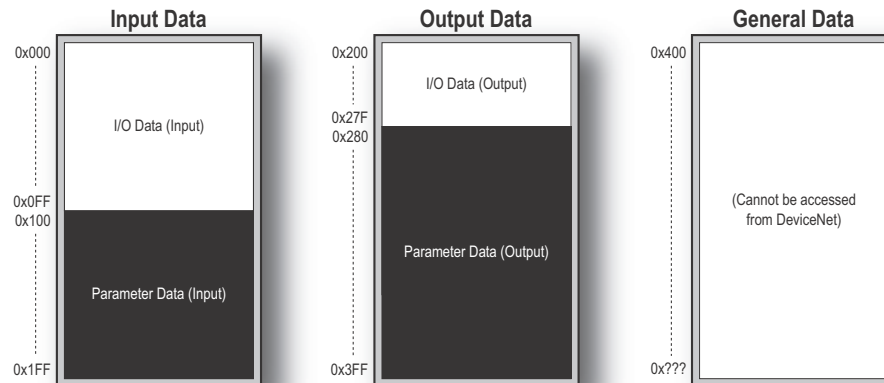 Input Data
0x000
I/O Data (Input)
0x0FF
0x100
Parameter Data (Input)
0x1FF
Output Data
0x200
I/O Data (Output)
0x27F
0x280
Parameter Data (Output)
0x3FF
General Data
0x400
(Cannot be accessed
from DeviceNet)
0x???